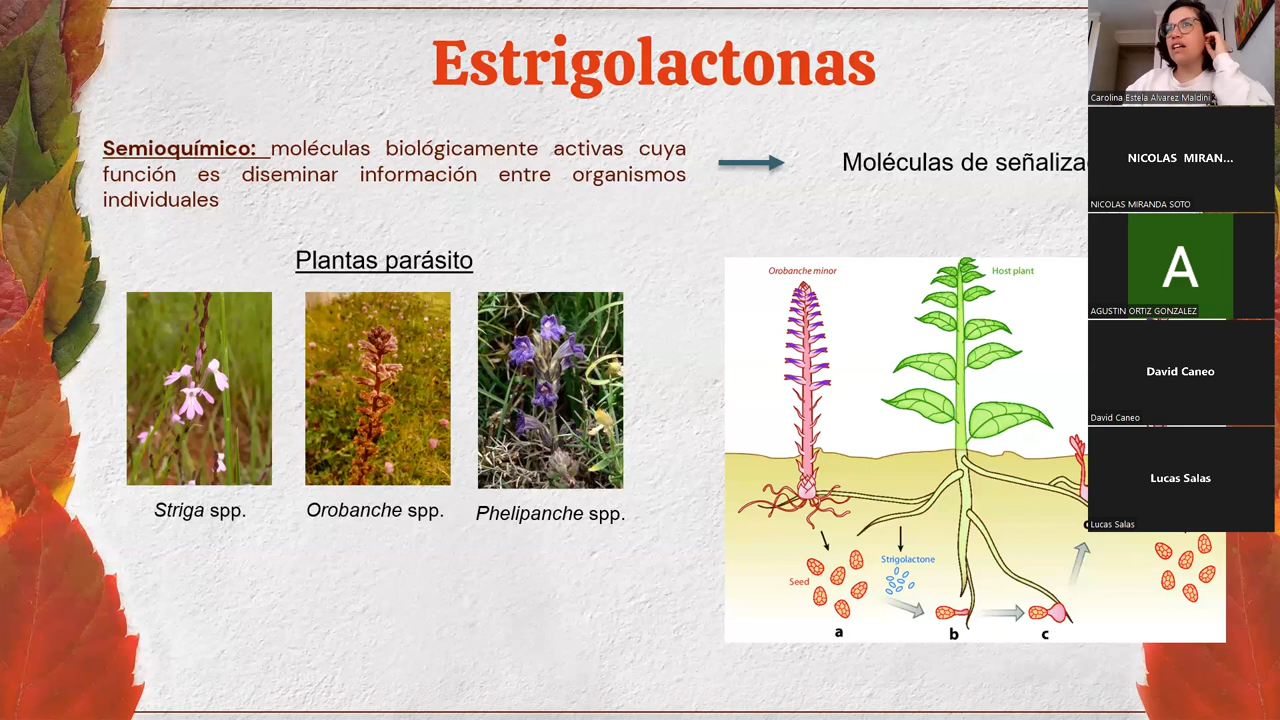 Estrigolactonas
Semioquímico: moléculas biológicamente activas cuya
función es diseminar información entre organismos
individuales
Moléculas de señaliza
Plantas parásito
Striga spp.
Orobanche spp.
Phelipanche spp.
Orobanche minor
Host plant
Seed
Strigolactone
a
b
c
Carolina Estela Alvarez Maldini
NICOLAS MIRAN...
NICOLAS MIRANDA SOTO
A
AGUSTIN ORTIZ GONZALEZ
David Caneo
David Caneo
Lucas Salas
Lucas Salas